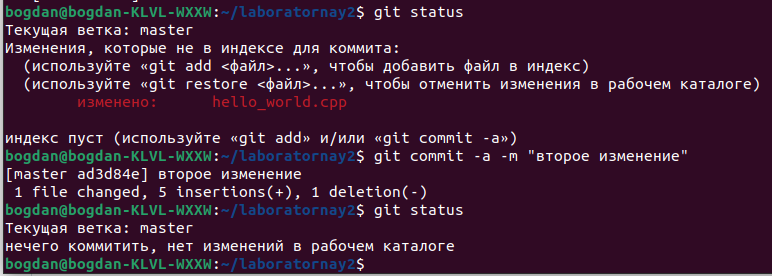 bogdan@bogdan-KLVL-WXXW:~/laboratornay2$ git status
Текущая ветка: master
Изменения, которые не в индексе для коммита:
  (используйте «git add <файл>...», чтобы добавить файл в индекс)
  (используйте «git restore <файл>...», чтобы отменить изменения в рабочем каталоге)
        изменено:      hello_world.cpp
индекс пуст (используйте «git add» и/или «git commit -a»)
bogdan@bogdan-KLVL-WXXW:~/laboratornay2$ git commit -a -m "второе изменение"
[master ad3d84e] второе изменение
 1 file changed, 5 insertions(+), 1 deletion(-)
bogdan@bogdan-KLVL-WXXW:~/laboratornay2$ git status
Текущая ветка: master
нечего коммитить, нет изменений в рабочем каталоге
bogdan@bogdan-KLVL-WXXW:~/laboratornay2$